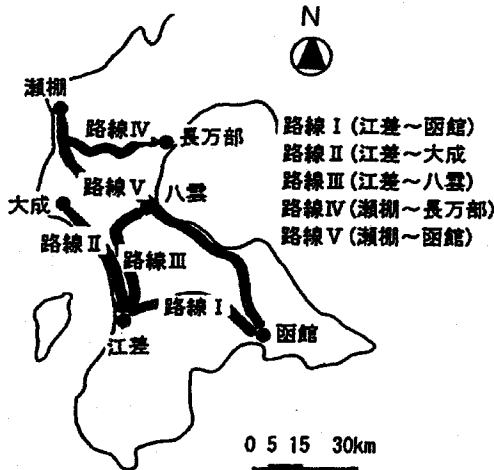 N
瀬棚
路線Ⅳ
長万部
路線Ⅴ
八雲
大成
路線Ⅱ
路線Ⅲ
路線Ⅰ
江差
函館
路線Ⅰ(江差～函館)
路線Ⅱ(江差～大成
路線Ⅲ(江差～八雲)
路線Ⅳ(瀬棚～長万部)
路線Ⅴ(瀬棚～函館)
0 5 15 30km